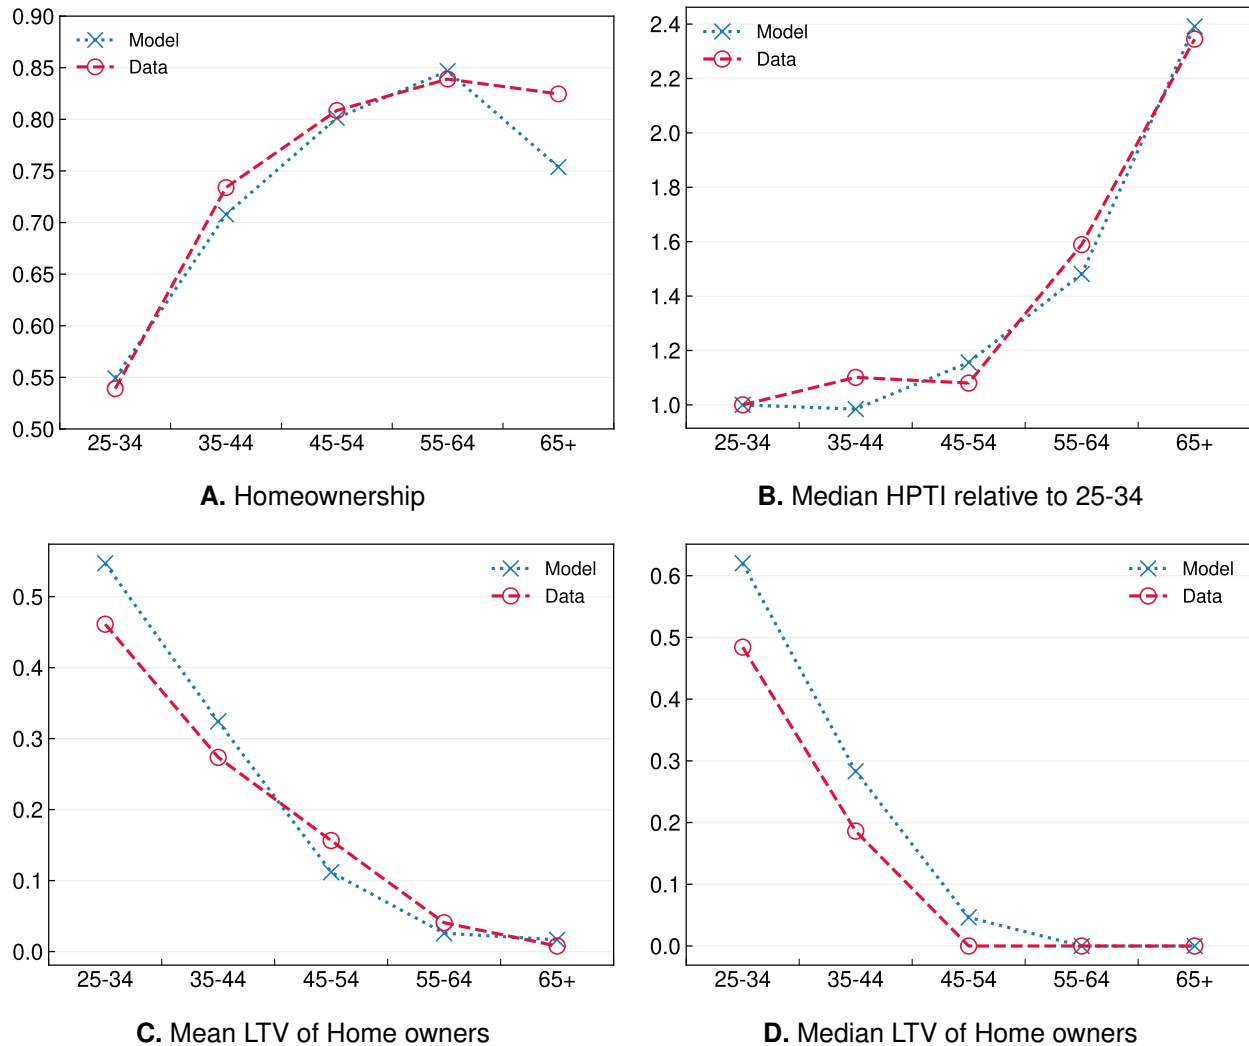 0.90
0.85
0.80
0.75
0.70
0.65
0.60
0.55
0.50
Model
Data
25-34 35-44 45-54 55-64 65+
A. Homeownership
2.4
2.2
2.0
1.8
1.6
1.4
1.2
1.0
Model
Data
25-34 35-44 45-54 55-64 65+
B. Median HPTI relative to 25-34
0.5
0.4
0.3
0.2
0.1
0.0
Model
Data
25-34 35-44 45-54 55-64 65+
C. Mean LTV of Home owners
0.6
0.5
0.4
0.3
0.2
0.1
0.0
Model
Data
25-34 35-44 45-54 55-64 65+
D. Median LTV of Home owners